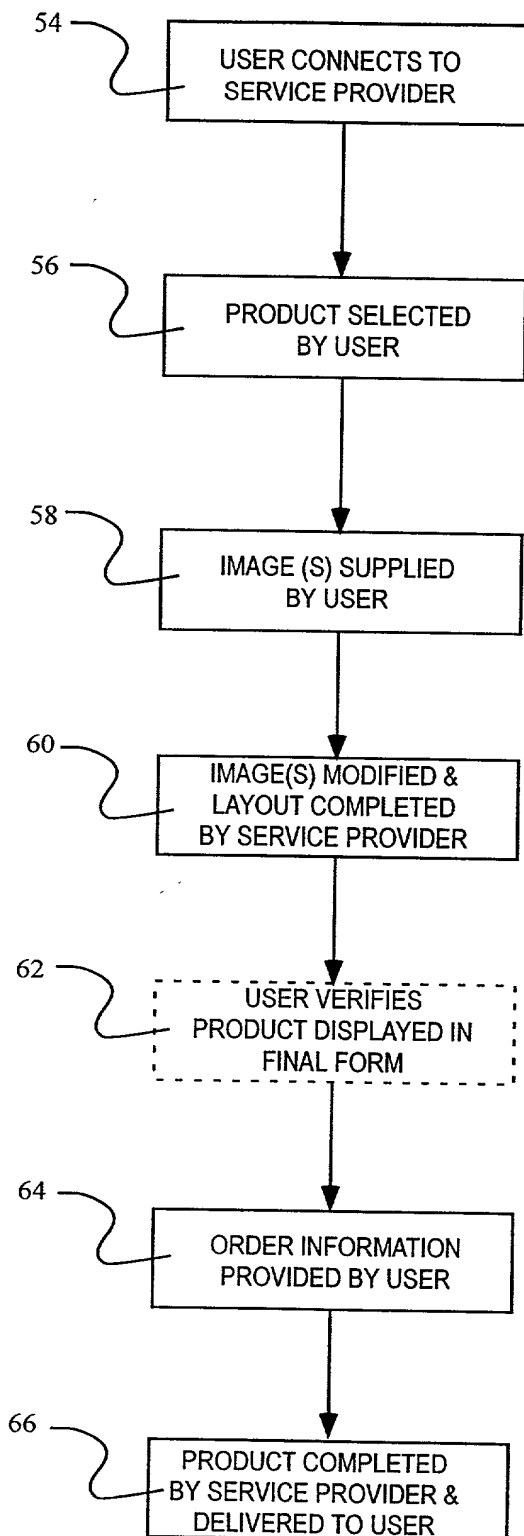 54
USER CONNECTS TO
SERVICE PROVIDER
56
PRODUCT SELECTED
BY USER
58
IMAGE (S) SUPPLIED
BY USER
60
IMAGE(S) MODIFIED &
LAYOUT COMPLETED
BY SERVICE PROVIDER
62
USER VERIFIES
PRODUCT DISPLAYED IN
FINAL FORM
64
ORDER INFORMATION
PROVIDED BY USER
66
PRODUCT COMPLETED
BY SERVICE PROVIDER &
DELIVERED TO USER